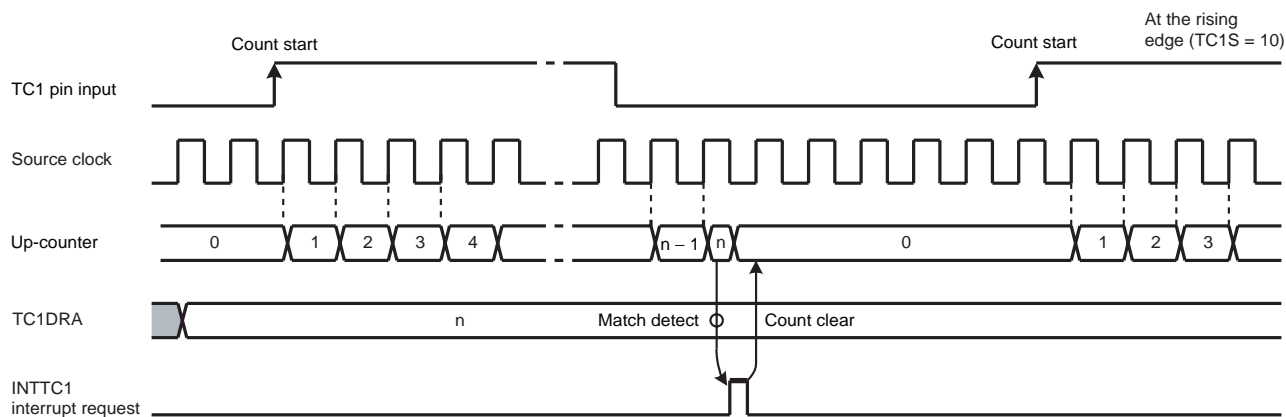 At the rising
edge (TC1S = 10)
Count start
Count start
TC1 pin input
Source clock
Up-counter
0 1 2 3 4 n − 1 n 0 1 2 3
TC1DRA
n
Match detect
Count clear
INTTC1
interrupt request